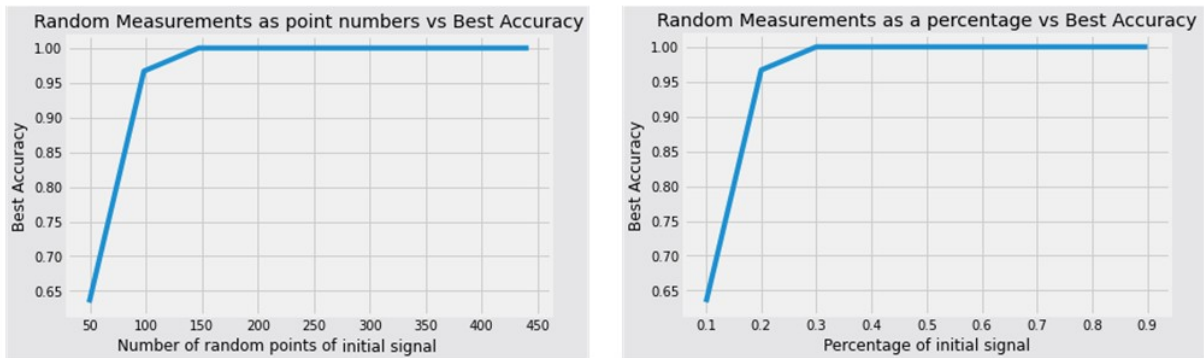 Random Measurements as point numbers vs Best Accuracy
1.00
0.95
0.90
0.85
0.80
0.75
0.70
0.65
Best Accuracy
50 100 150 200 250 300 350 400 450
Number of random points of initial signal
Random Measurements as a percentage vs Best Accuracy
1.00
0.95
0.90
0.85
0.80
0.75
0.70
0.65
Best Accuracy
0.1 0.2 0.3 0.4 0.5 0.6 0.7 0.8 0.9
Percentage of initial signal